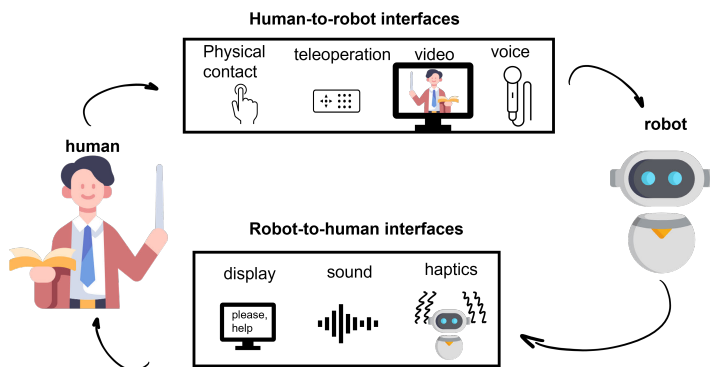 Human-to-robot interfaces
Physical contact
teleoperation
video
voice
human
robot
Robot-to-human interfaces
display
sound
haptics
please,
help